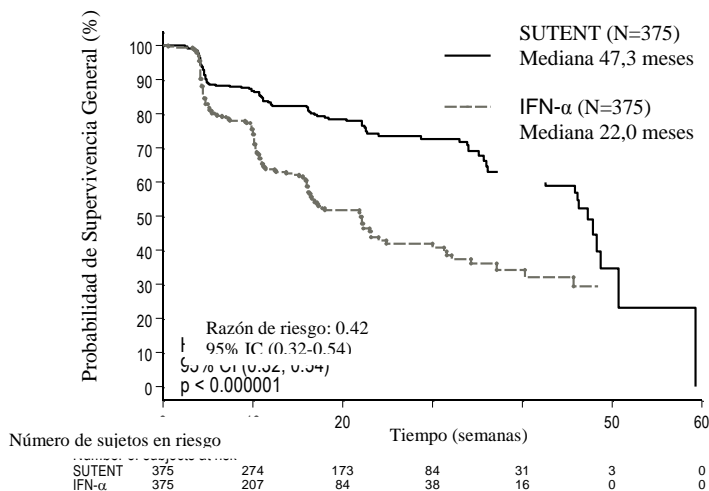 Probabilidad de Supervivencia General (%)
100
90
80
70
60
50
40
30
20
10
0
SUTENT (N=375)
Mediana 47,3 meses
IFN-α (N=375)
Mediana 22,0 meses
Razón de riesgo: 0.42
95% IC (0.32-0.54)
95% CI (0.32, 0.54)
p < 0.000001
20
50
60
Tiempo (semanas)
Número de sujetos en riesgo
SUTENT 375 274 173 84 31 3 0
IFN-α 375 207 84 38 16 0 0